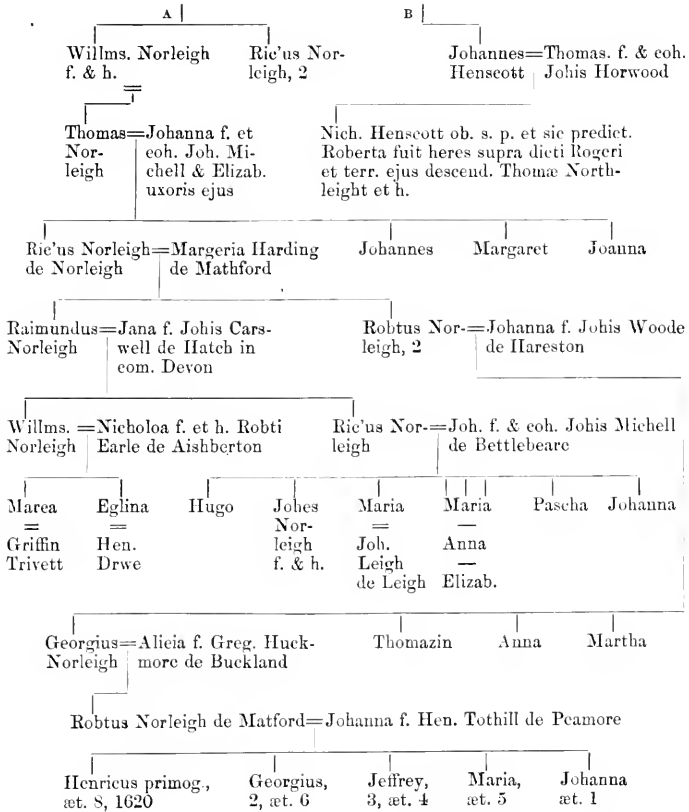 A B
Willms. Norleigh Ric'us Nor- Johannes=Thomas. f. & coh.
f. & h. leigh, 2 Henscott Johis Horwood
=
Thomas=Johanna f. et Nich. Henscott ob. s. p. et sic predict.
Nor- coh. Joh. Mi- Roberta fuit heres supra dicti Rogeri
leigh chell & Elizab. et terr. ejus descend. Thomæ North-
uxoris ejus leight et h.
Ric'us Norleigh=Margeria Harding Johannes Margaret Joanna
de Norleigh de Mathford
Raimundus=Jana f. Johis Cars- Robtus Nor-=Johanna f. Johis Woode
Norleigh well de Hatch in leigh, 2 de Hareston
com. Devon
Willms. =Nicholoa f. et h. Robti Ric'us Nor-=Joh. f. & coh. Johis Michell
Norleigh Earle de Aishberton leigh de Bettlebeare
Marea Eglina Hugo Johes Maria Maria Pascha Johanna
= = Nor- = —
Griffin Hen. leigh Joh. Anna
Trivett Drwe f. & h. Leigh —
de Leigh Elizab.
Georgius=Alicia f. Greg. Huck- Thomazin Anna Martha
Norleigh more de Buckland
Robtus Norleigh de Matford=Johanna f. Hen. Tothill de Peamore
Henricus primog., Georgius, Jeffrey, Maria, Johanna
æt. 8, 1620 2, æt. 6 3, æt. 4 æt. 5 æt. 1